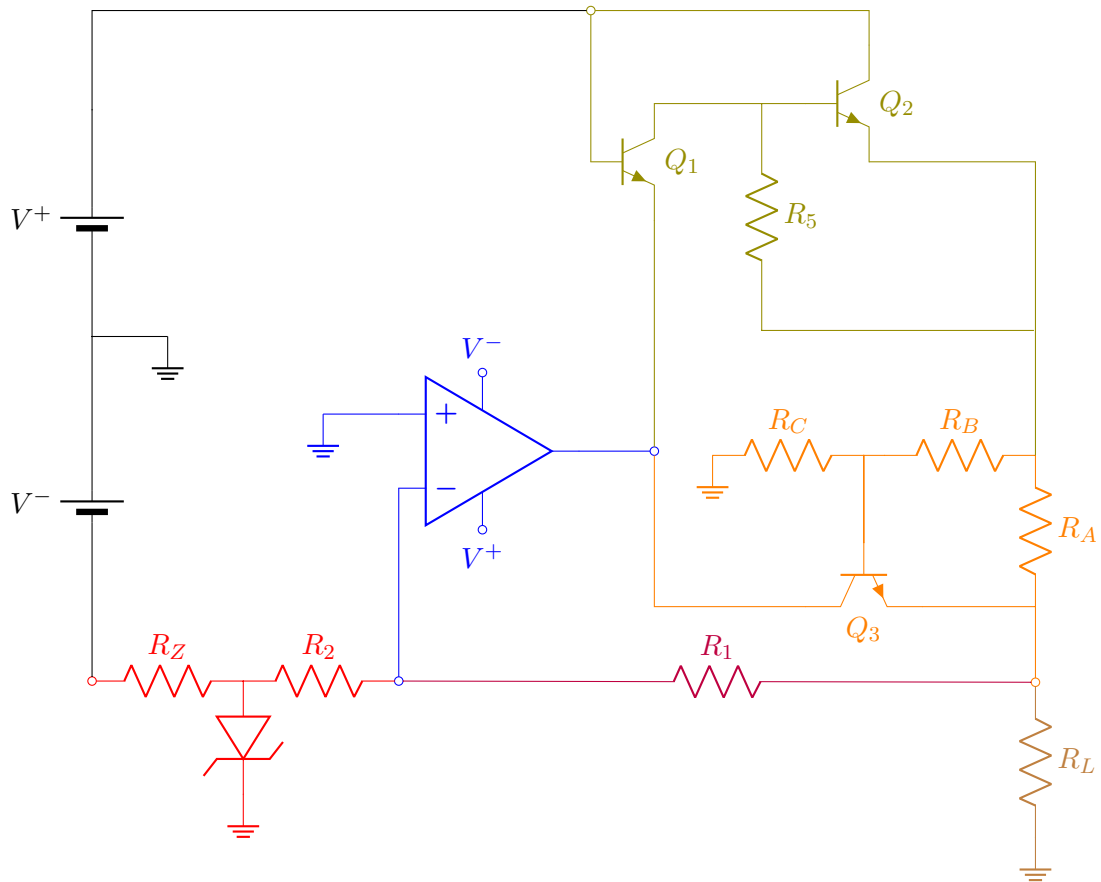 Q₂
Q₁
V⁺
R₅
V⁻
+
R_C
R_B
V⁻
−
R_A
V⁺
Q₃
R_Z
R₂
R₁
R_L